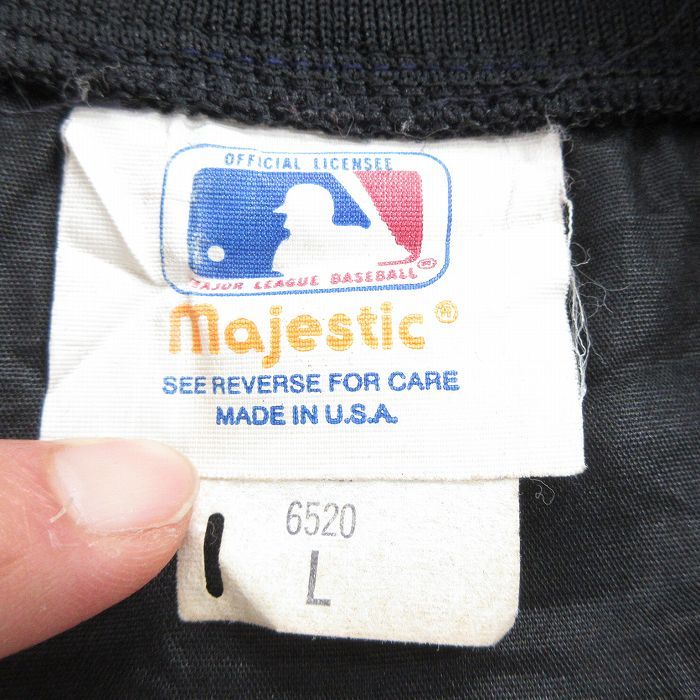 OFFICIAL LICENSEE
MAJOR LEAGUE BASEBALL®
Majestic®
SEE REVERSE FOR CARE
MADE IN U.S.A.
6520
L